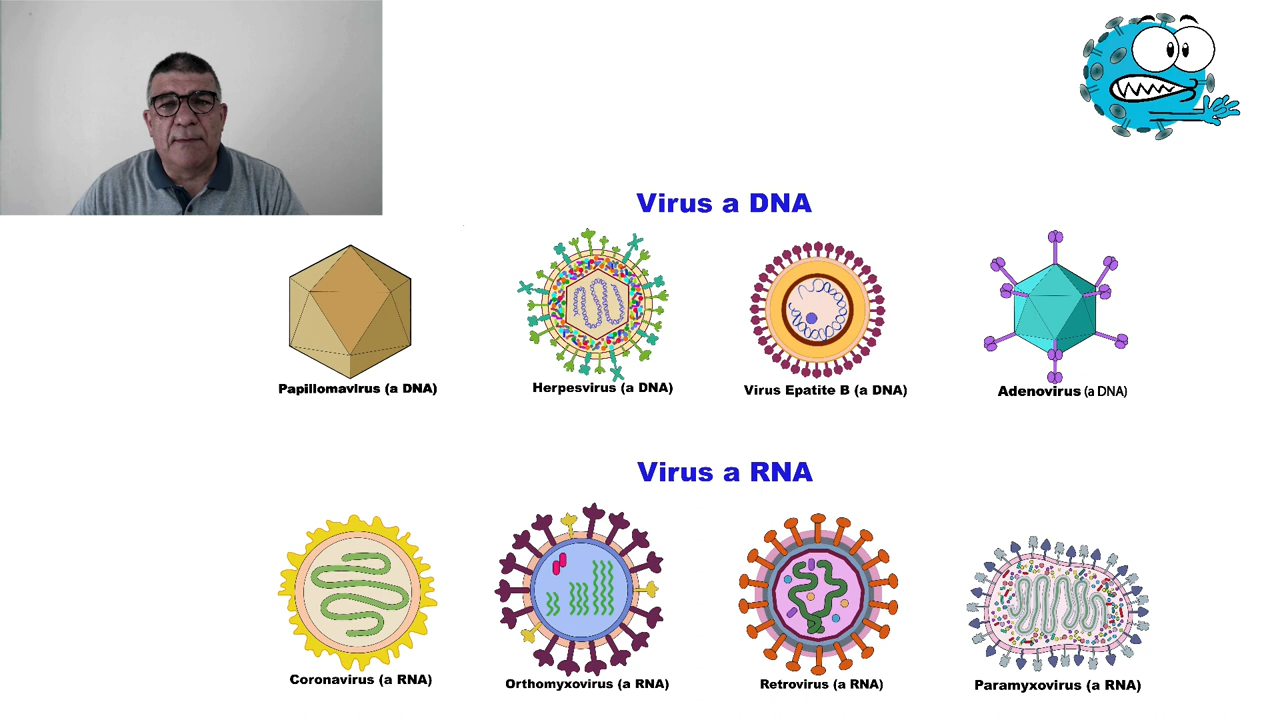 Virus a DNA
Papillomavirus (a DNA)
Herpesvirus (a DNA)
Virus Epatite B (a DNA)
Adenovirus (a DNA)
Virus a RNA
Coronavirus (a RNA)
Orthomyxovirus (a RNA)
Retrovirus (a RNA)
Paramyxovirus (a RNA)